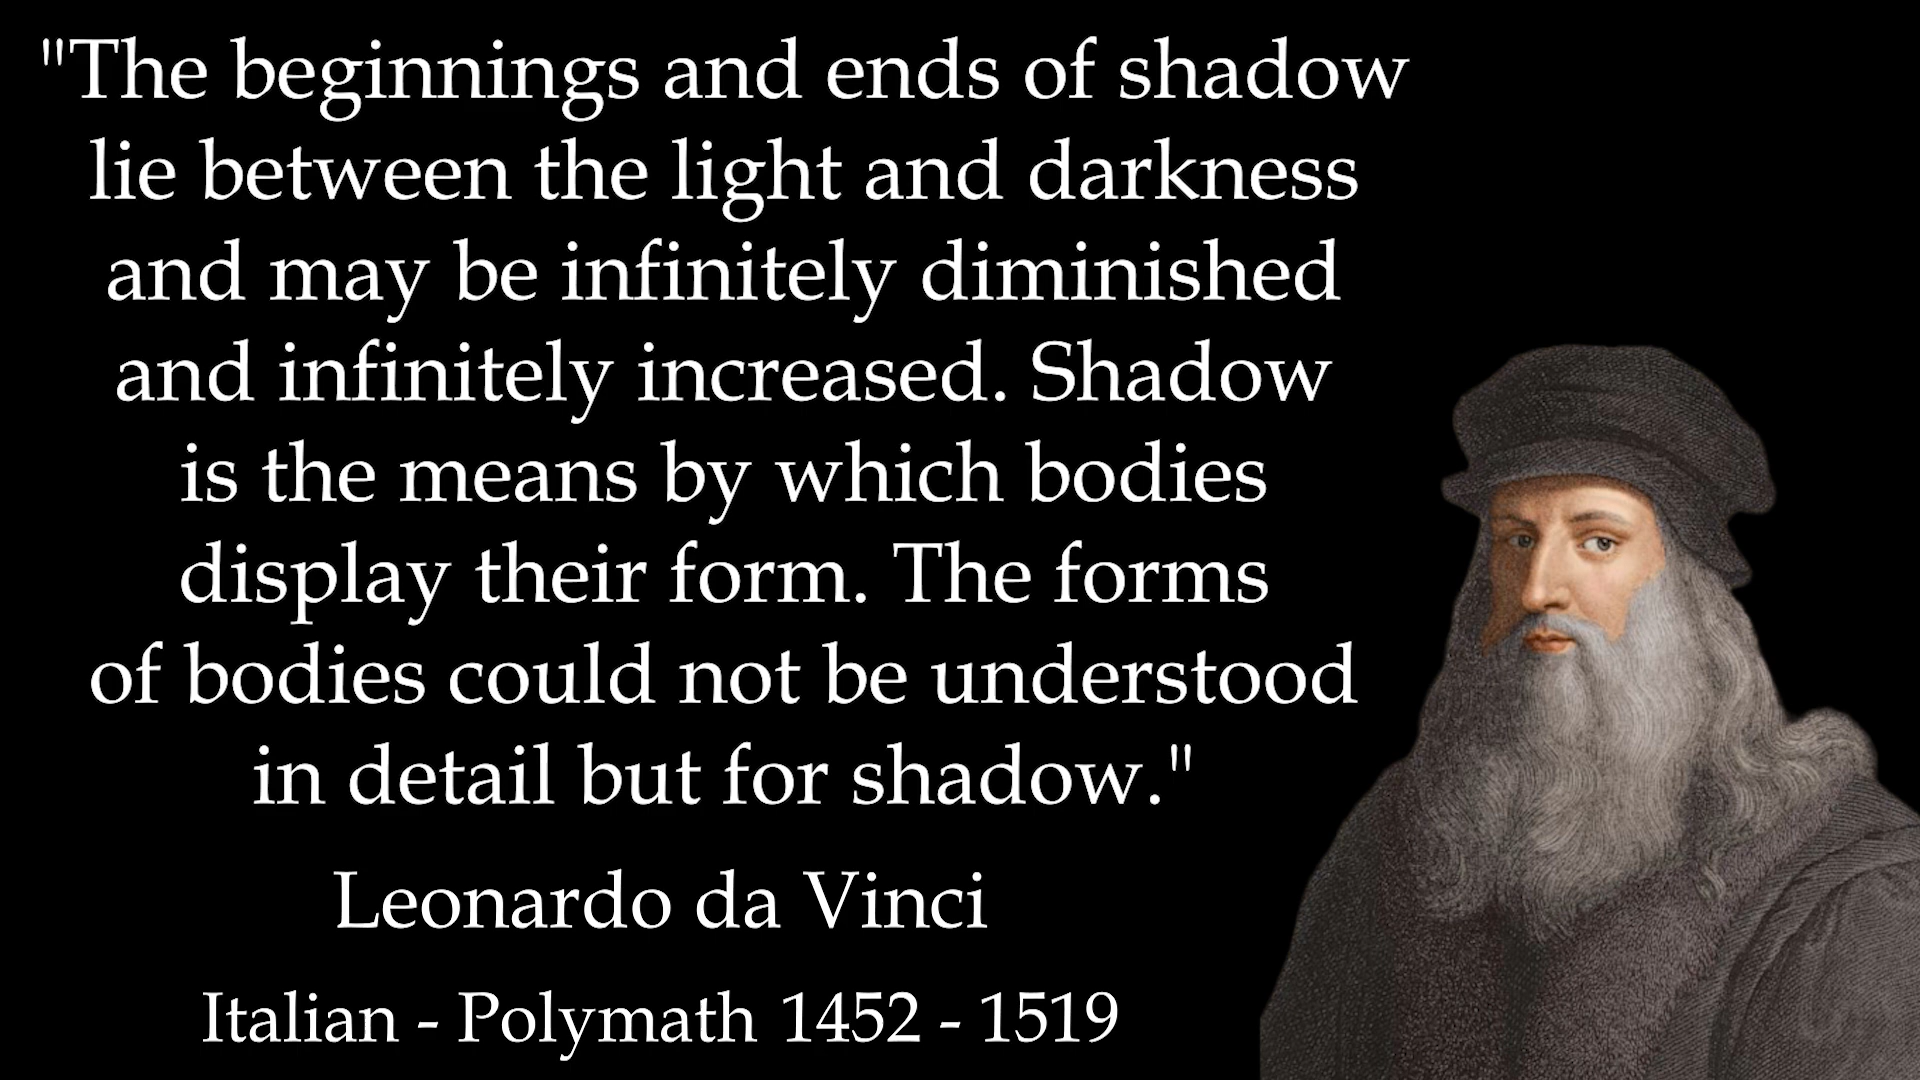 "The beginnings and ends of shadow
lie between the light and darkness
and may be infinitely diminished
and infinitely increased. Shadow
is the means by which bodies
display their form. The forms
of bodies could not be understood
in detail but for shadow."
Leonardo da Vinci
Italian - Polymath 1452 - 1519